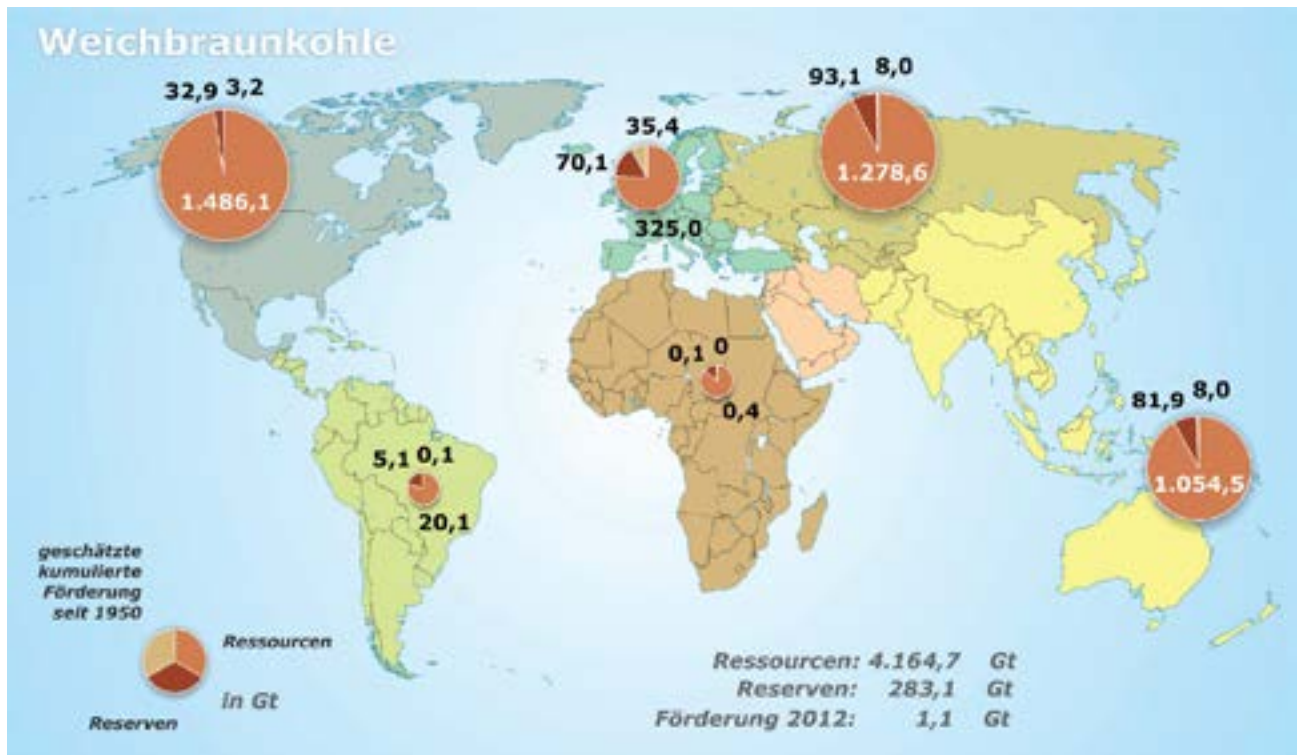 Weichbraunkohle
32,9 3,2
1.486,1
35,4
70,1
325,0
93,1 8,0
1.278,6
0,1 0
0,4
81,9 8,0
1.054,5
5,1 0,1
20,1
geschätzte
kumulierte
Förderung
seit 1950
Ressourcen
in Gt
Reserven
Ressourcen: 4.164,7 Gt
Reserven: 283,1 Gt
Förderung 2012: 1,1 Gt